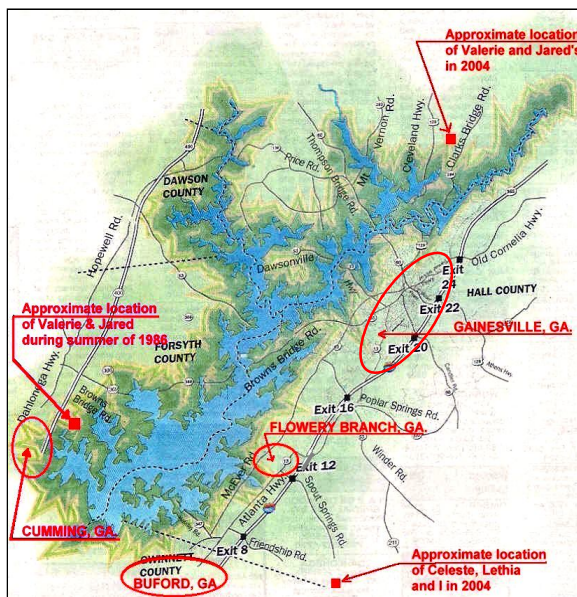 Approximate location
of Valerie and Jared's
in 2004
Mt. Vernon Rd.
Cleveland Hwy.
Clarks Bridge Rd.
Thompson Bridge Rd.
Price Rd.
DAWSON
COUNTY
Hopewell Rd.
Dawsonville
Hwy.
Old Cornelia Hwy.
Exit
24
HALL COUNTY
Exit 22
GAINESVILLE, GA.
Exit 20
Approximate location
of Valerie & Jared
during summer of 1986
FORSYTH
COUNTY
Browns Bridge Rd.
Dahlonega Hwy.
Browns
Bridge Rd.
Exit 16
Poplar Springs Rd.
FLOWERY BRANCH, GA.
McEver Rd.
Exit 12
Winder Rd.
Atlanta Hwy.
Spout Springs Rd.
CUMMING, GA.
Friendship Rd.
Exit 8
GWINNETT
COUNTY
BUFORD, GA
Approximate location
of Celeste, Lethia
and I in 2004